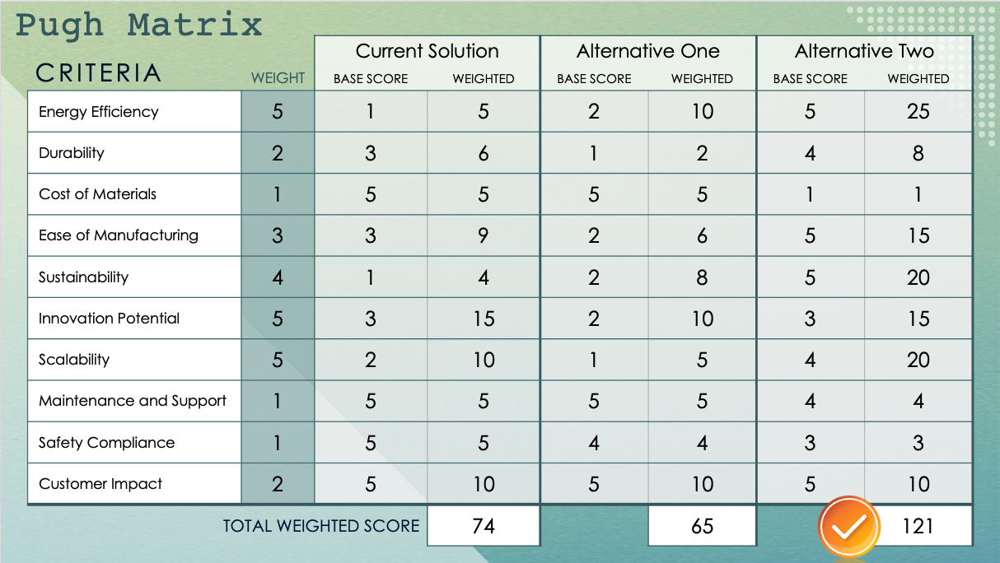 Pugh Matrix
Current Solution Alternative One Alternative Two
CRITERIA WEIGHT BASE SCORE WEIGHTED BASE SCORE WEIGHTED BASE SCORE WEIGHTED
Energy Efficiency 5 1 5 2 10 5 25
Durability 2 3 6 1 2 4 8
Cost of Materials 1 5 5 5 5 1 1
Ease of Manufacturing 3 3 9 2 6 5 15
Sustainability 4 1 4 2 8 5 20
Innovation Potential 5 3 15 2 10 3 15
Scalability 5 2 10 1 5 4 20
Maintenance and Support 1 5 5 5 5 4 4
Safety Compliance 1 5 5 4 4 3 3
Customer Impact 2 5 10 5 10 5 10
TOTAL WEIGHTED SCORE 74 65 121